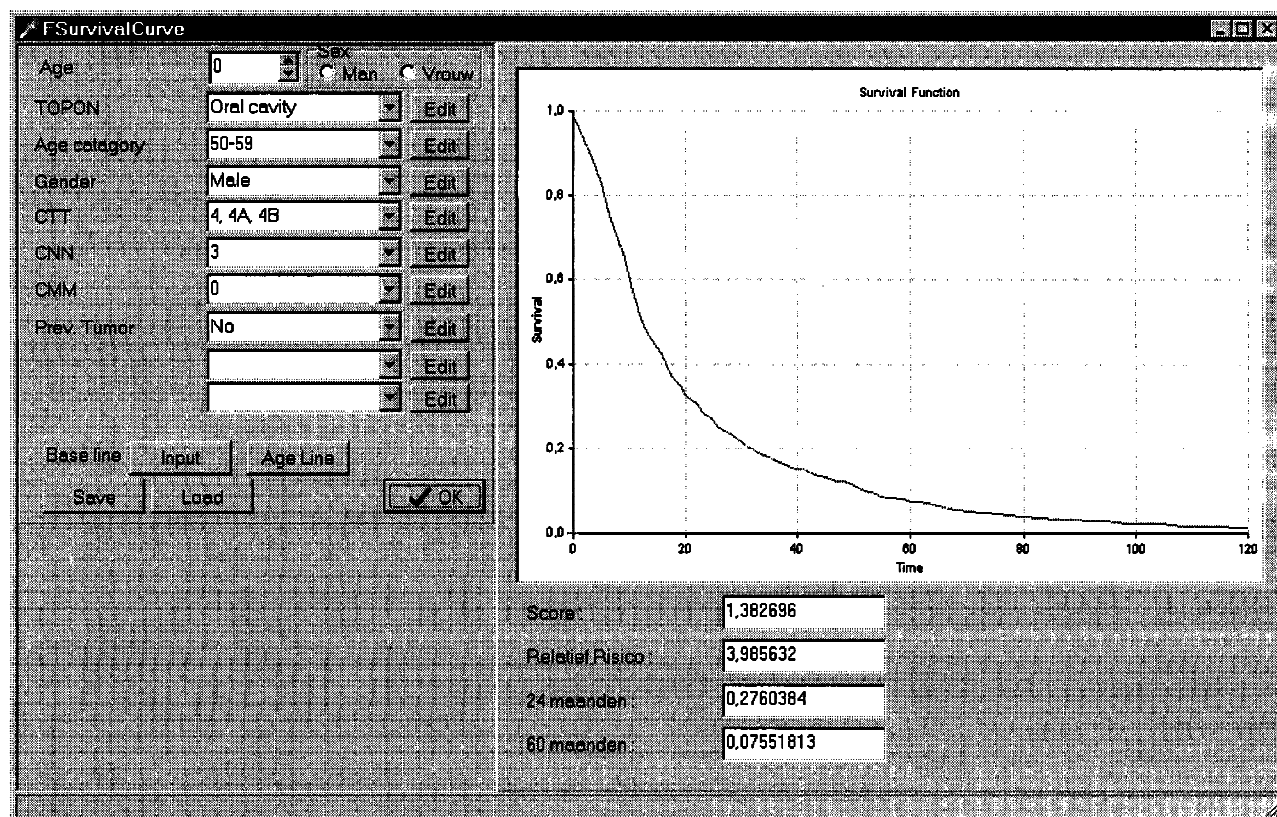 FSurvivalCurve
Age 0 Sex Man Vrouw
TOPON Oral cavity Edit
Age catagory 50-59 Edit
Gender Male Edit
CTT 4, 4A, 4B Edit
CNN 3 Edit
CMM 0 Edit
Prev. Tumor No Edit
Edit
Edit
Base line Input Age Line
Save Load OK
Survival Function
Survival
1,0
0,8
0,6
0,4
0,2
0,0
0 20 40 60 80 100 120
Time
Score : 1,382696
Relatief Risico : 3,985632
24 maanden : 0,2760384
60 maanden : 0,07551813